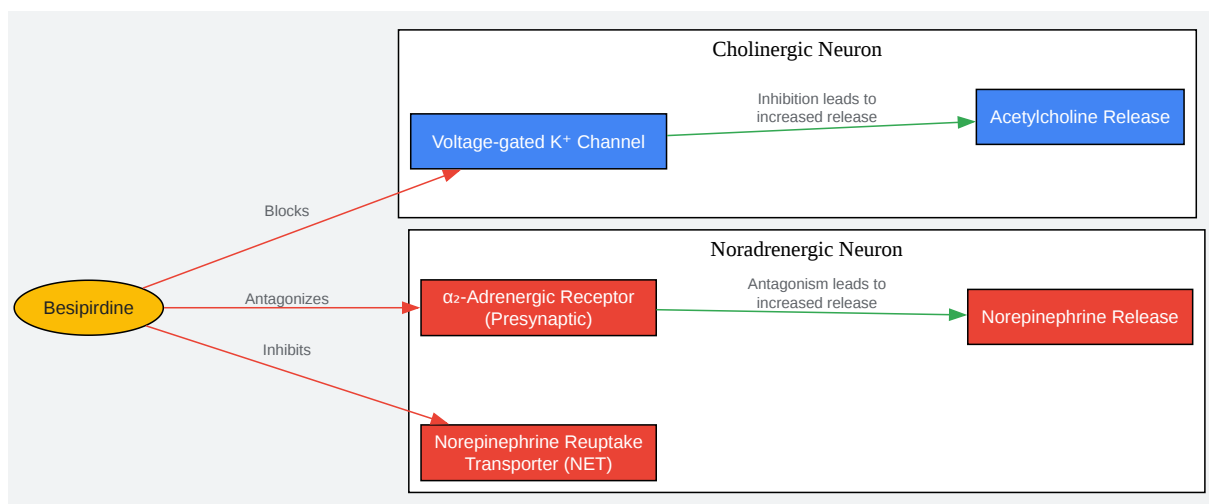 Cholinergic Neuron
Inhibition leads to
increased release
Acetylcholine Release
Voltage-gated K⁺ Channel
Blocks
Noradrenergic Neuron
Besipirdine
Antagonizes
α₂-Adrenergic Receptor
(Presynaptic)
Antagonism leads to
increased release
Norepinephrine Release
Inhibits
Norepinephrine Reuptake
Transporter (NET)